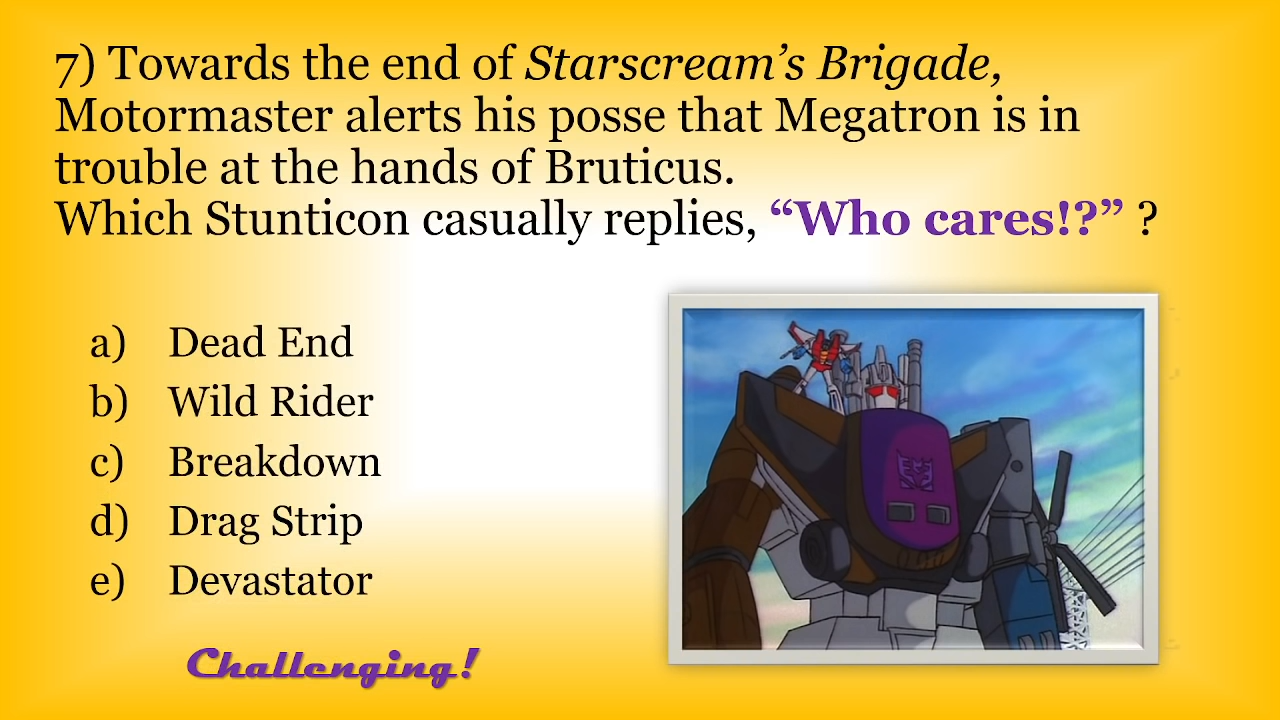 7) Towards the end of Starscream’s Brigade,
Motormaster alerts his posse that Megatron is in
trouble at the hands of Bruticus.
Which Stunticon casually replies, “Who cares!?” ?
a) Dead End
b) Wild Rider
c) Breakdown
d) Drag Strip
e) Devastator
Challenging!